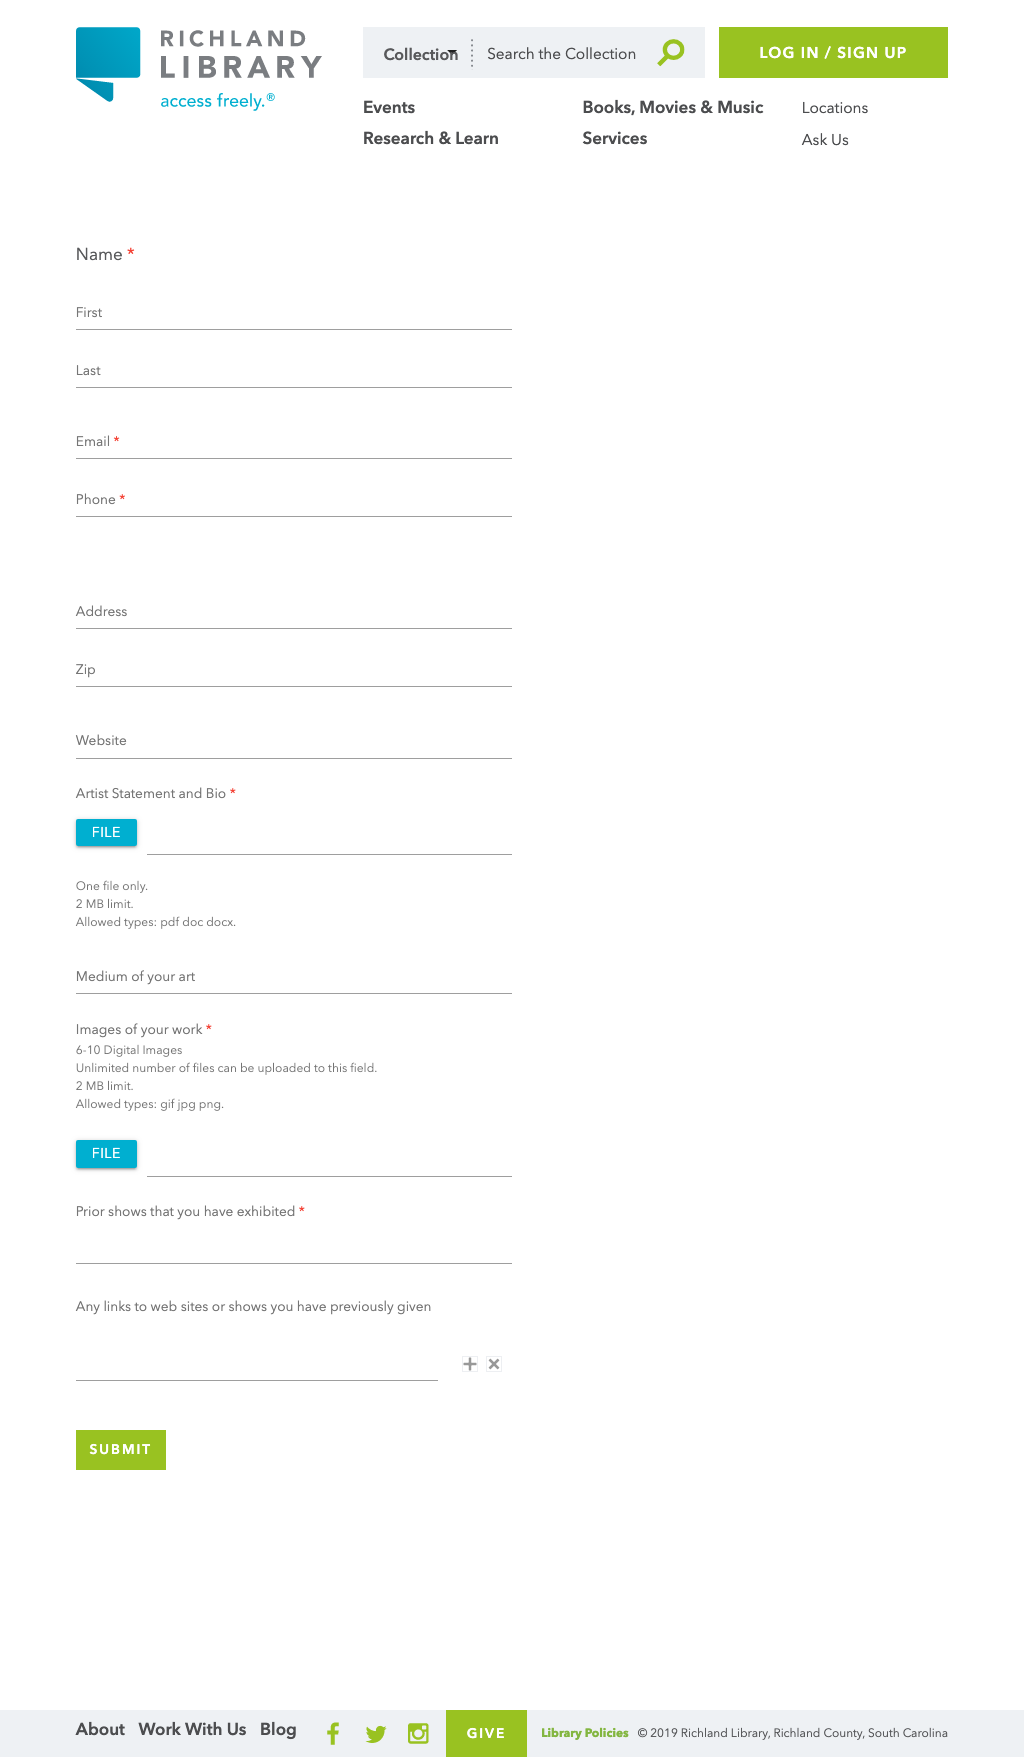 RICHLAND
LIBRARY
access freely.®
Collection
Search the Collection
LOG IN / SIGN UP
Events
Books, Movies & Music
Locations
Research & Learn
Services
Ask Us
Name *
First
Last
Email *
Phone *
Address
Zip
Website
Artist Statement and Bio *
FILE
One file only.
2 MB limit.
Allowed types: pdf doc docx.
Medium of your art
Images of your work *
6-10 Digital Images
Unlimited number of files can be uploaded to this field.
2 MB limit.
Allowed types: gif jpg png.
FILE
Prior shows that you have exhibited *
Any links to web sites or shows you have previously given
SUBMIT
About Work With Us Blog
GIVE
Library Policies © 2019 Richland Library, Richland County, South Carolina